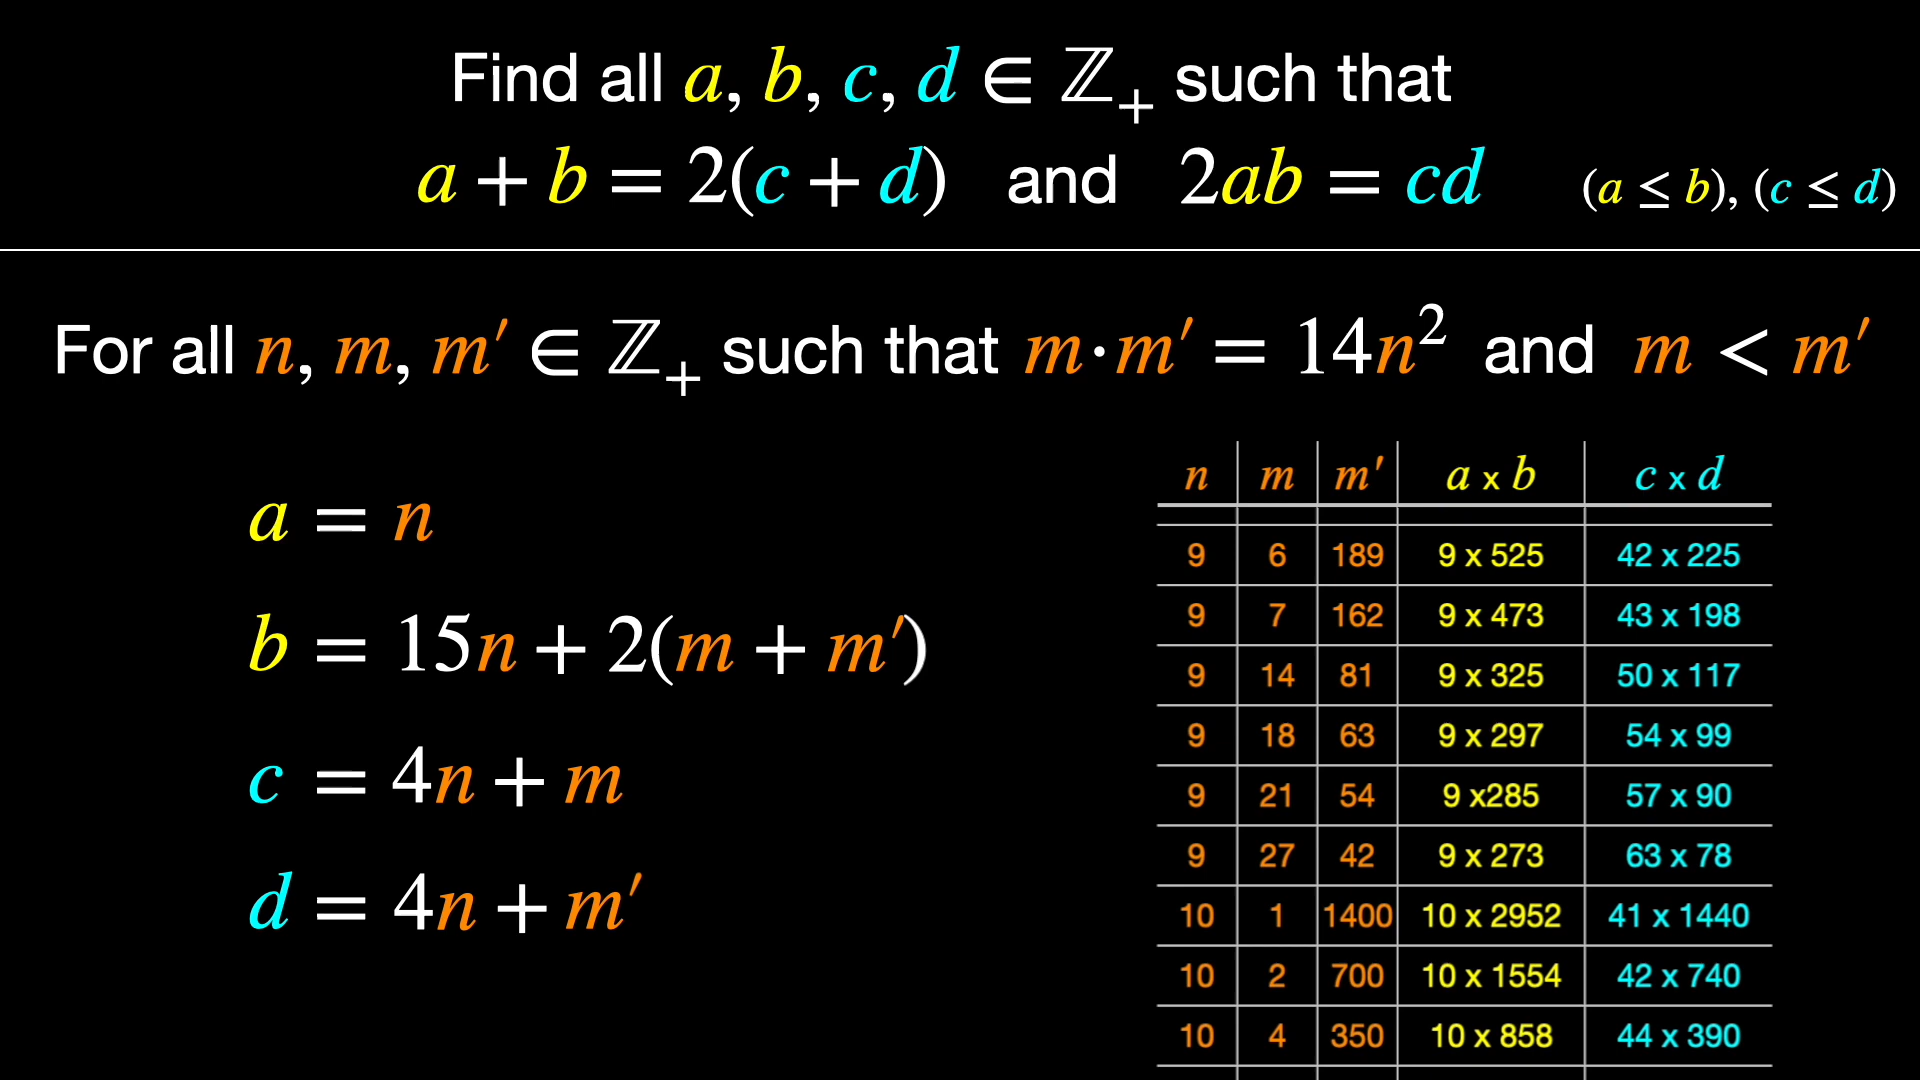 Find all a, b, c, d ∈ ℤ₊ such that
a + b = 2(c + d) and 2ab = cd (a ≤ b), (c ≤ d)
For all n, m, m′ ∈ ℤ₊ such that m·m′ = 14n² and m < m′
a = n
b = 15n + 2(m + m′)
c = 4n + m
d = 4n + m′
n m m′ a x b c x d
9 6 189 9 x 525 42 x 225
9 7 162 9 x 473 43 x 198
9 14 81 9 x 325 50 x 117
9 18 63 9 x 297 54 x 99
9 21 54 9 x285 57 x 90
9 27 42 9 x 273 63 x 78
10 1 1400 10 x 2952 41 x 1440
10 2 700 10 x 1554 42 x 740
10 4 350 10 x 858 44 x 390